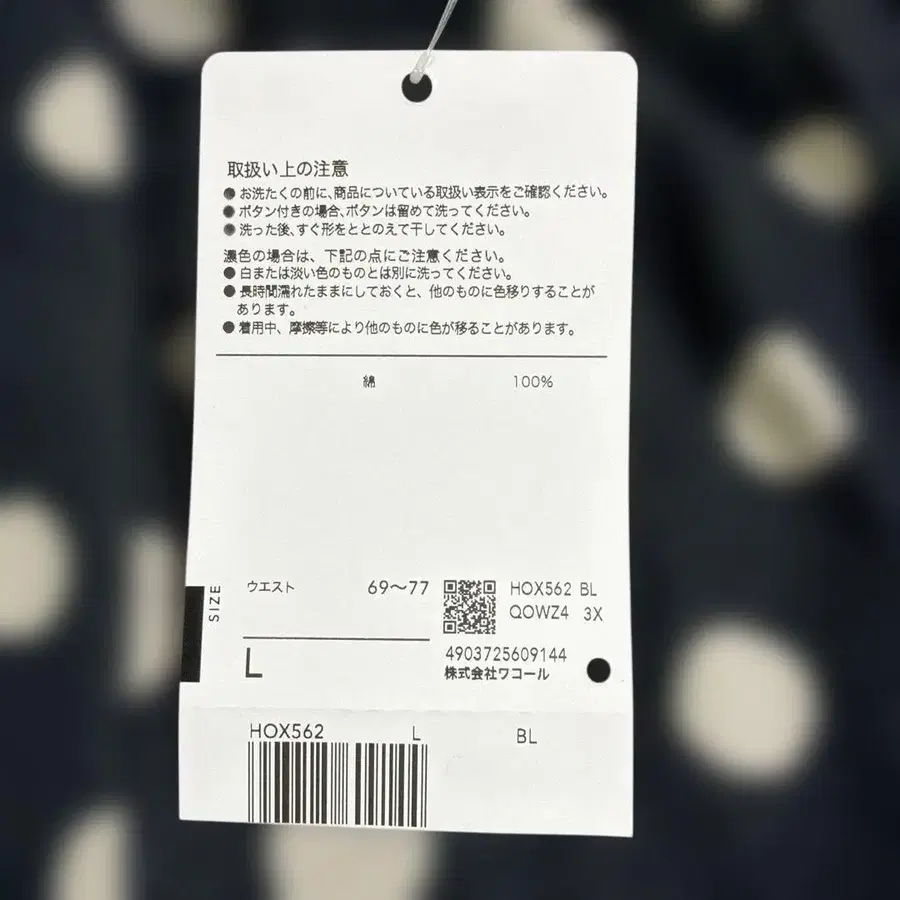 取扱い上の注意
●お洗たくの前に、商品についている取扱い表示をご確認ください。
●ボタン付きの場合、ボタンは留めて洗ってください。
●洗った後、すぐ形をととのえて干してください。
濃色の場合は、下記の点にご注意ください。
●白または淡い色のものとは別に洗ってください。
●長時間濡れたままにしておくと、他のものに色移りすることが
あります。
●着用中、摩擦等により他のものに色が移ることがあります。
綿 100%
SIZE
ウエスト 69〜77
L
HOX562 BL
QOWZ4 3X
4903725609144
株式会社ワコール
HOX562 L BL